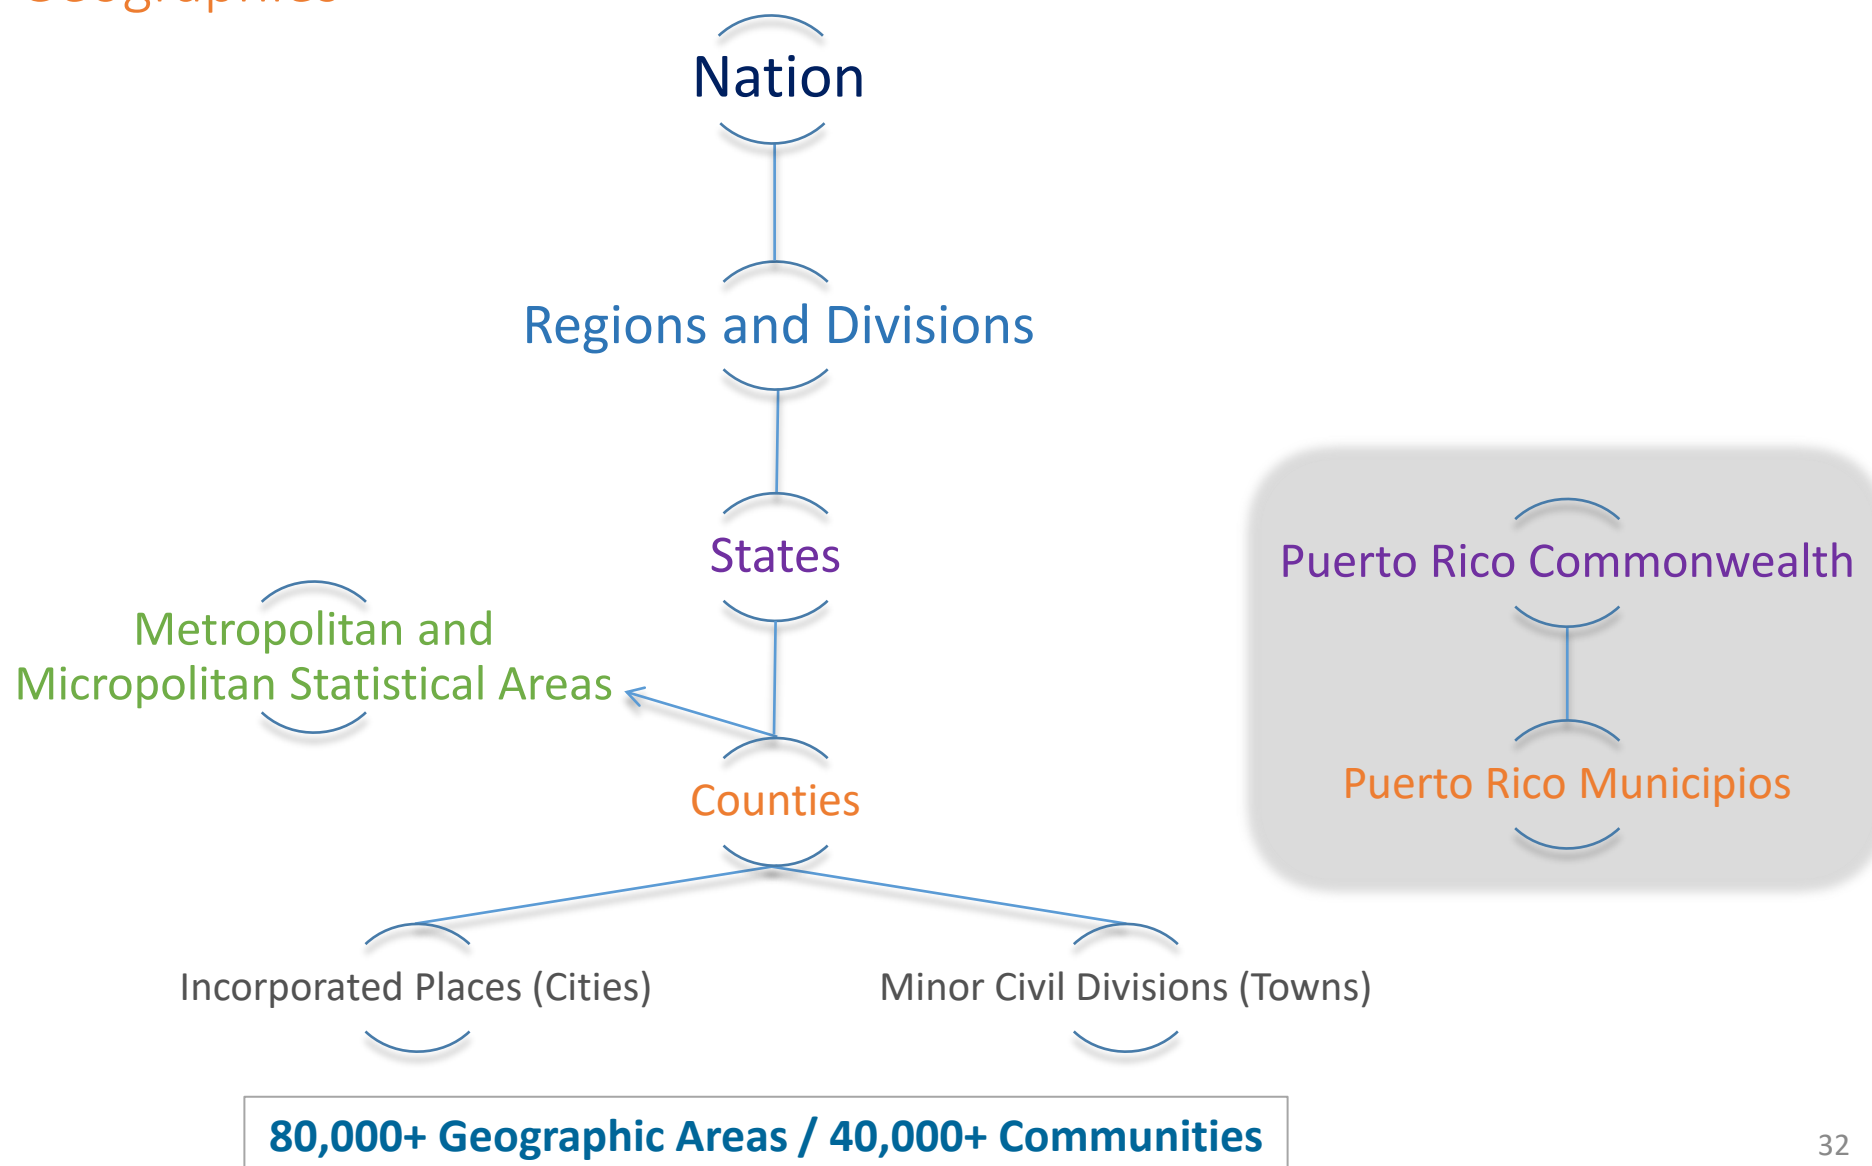 Geographies
Nation
Regions and Divisions
States
Metropolitan and
Micropolitan Statistical Areas
Puerto Rico Commonwealth
Counties
Puerto Rico Municipios
Incorporated Places (Cities)
Minor Civil Divisions (Towns)
80,000+ Geographic Areas / 40,000+ Communities
32